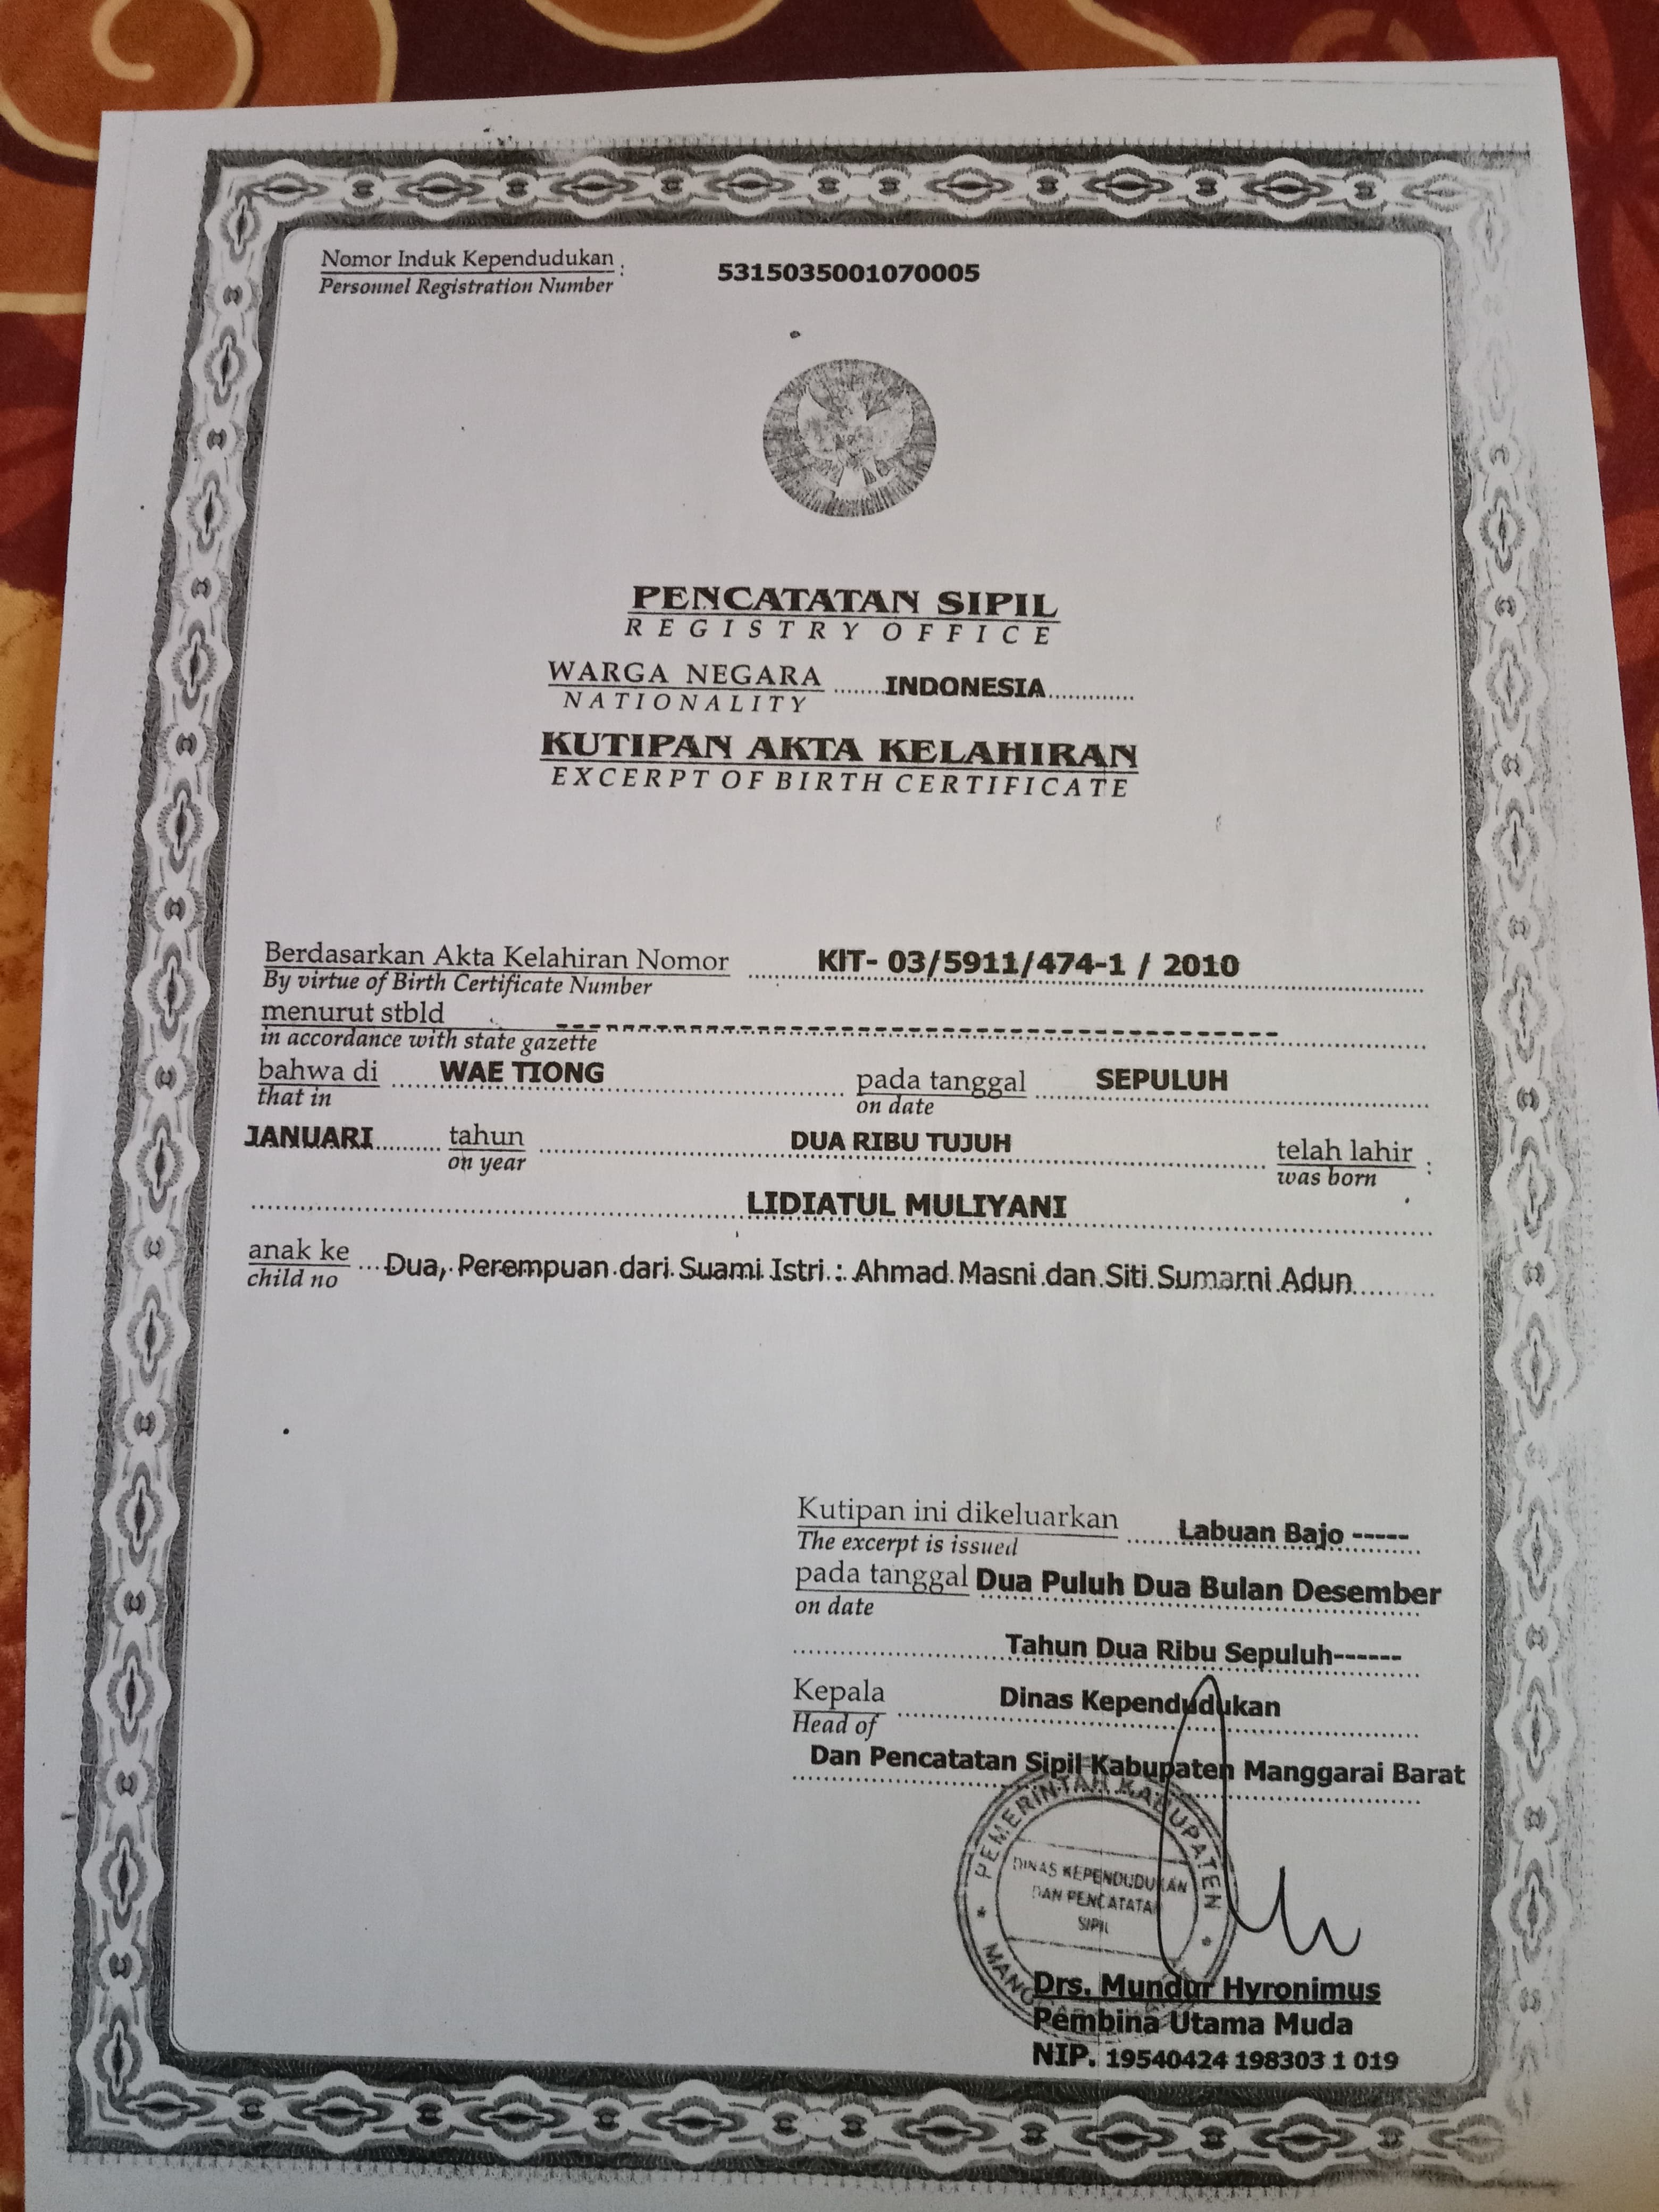 Nomor Induk Kependudukan : 5315035001070005
Personnel Registration Number
PENCATATAN SIPIL
REGISTRY OFFICE
WARGA NEGARA ....... INDONESIA ............
NATIONALITY
KUTIPAN AKTA KELAHIRAN
EXCERPT OF BIRTH CERTIFICATE
Berdasarkan Akta Kelahiran Nomor KIT- 03/5911/474-1 / 2010
By virtue of Birth Certificate Number
menurut stbld
in accordance with state gazette
bahwa di WAE TIONG pada tanggal SEPULUH
that in on date
JANUARI tahun DUA RIBU TUJUH telah lahir :
on year was born
LIDIATUL MULIYANI
anak ke Dua, Perempuan dari Suami Istri : Ahmad Masni dan Siti Sumarni Adun
child no
Kutipan ini dikeluarkan Labuan Bajo -----
The excerpt is issued
pada tanggal Dua Puluh Dua Bulan Desember
on date
Tahun Dua Ribu Sepuluh------
Kepala Dinas Kependudukan
Head of
Dan Pencatatan Sipil Kabupaten Manggarai Barat
PEMERINTAH KABUPATEN
DINAS KEPENDUDUKAN
DAN PENCATATAN
SIPIL
Drs. Mundur Hyronimus
Pembina Utama Muda
NIP. 19540424 198303 1 019